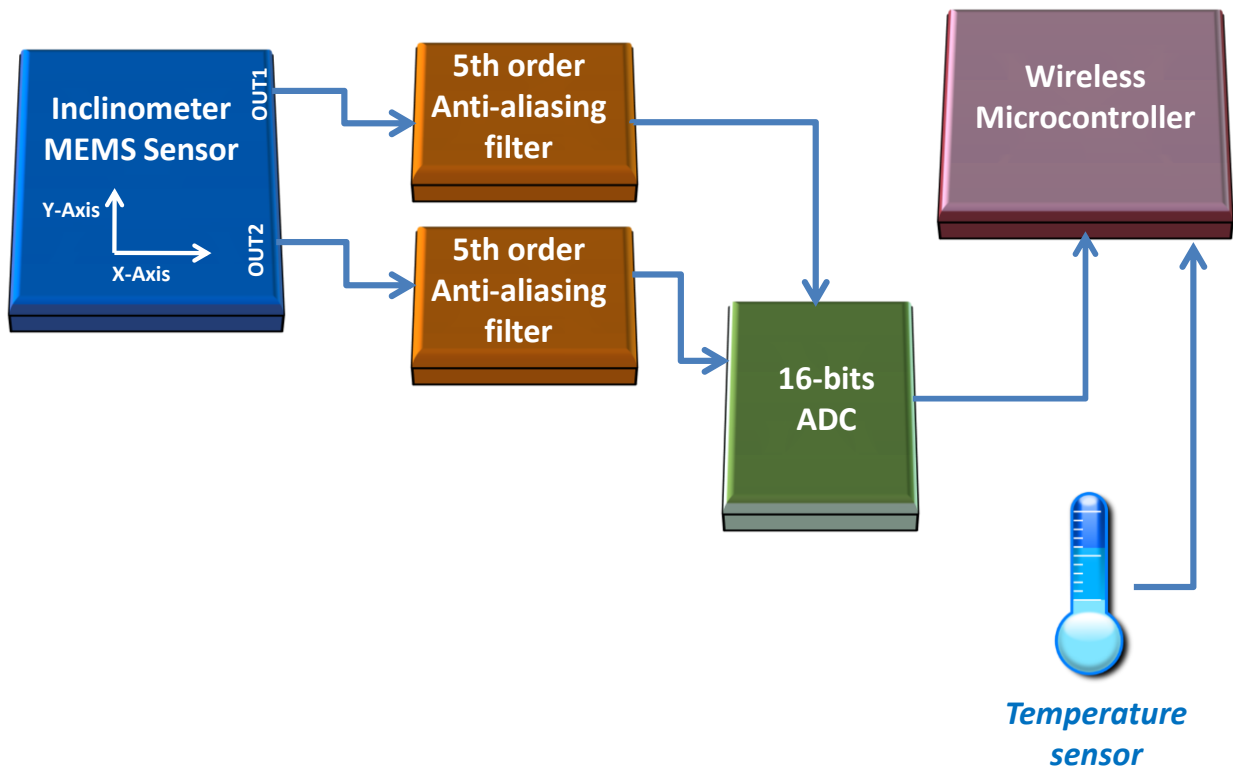 Inclinometer
MEMS Sensor
Y-Axis
X-Axis
OUT1
OUT2
5th order
Anti-aliasing
filter
5th order
Anti-aliasing
filter
16-bits
ADC
Wireless
Microcontroller
Temperature
sensor